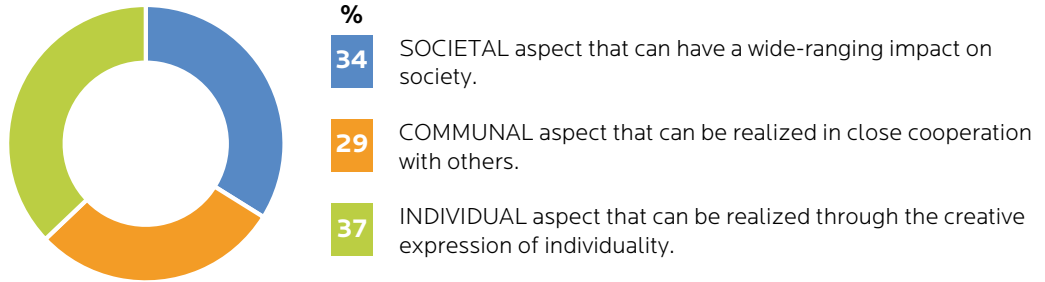 %
34
SOCIETAL aspect that can have a wide-ranging impact on
society.
29
COMMUNAL aspect that can be realized in close cooperation
with others.
37
INDIVIDUAL aspect that can be realized through the creative
expression of individuality.